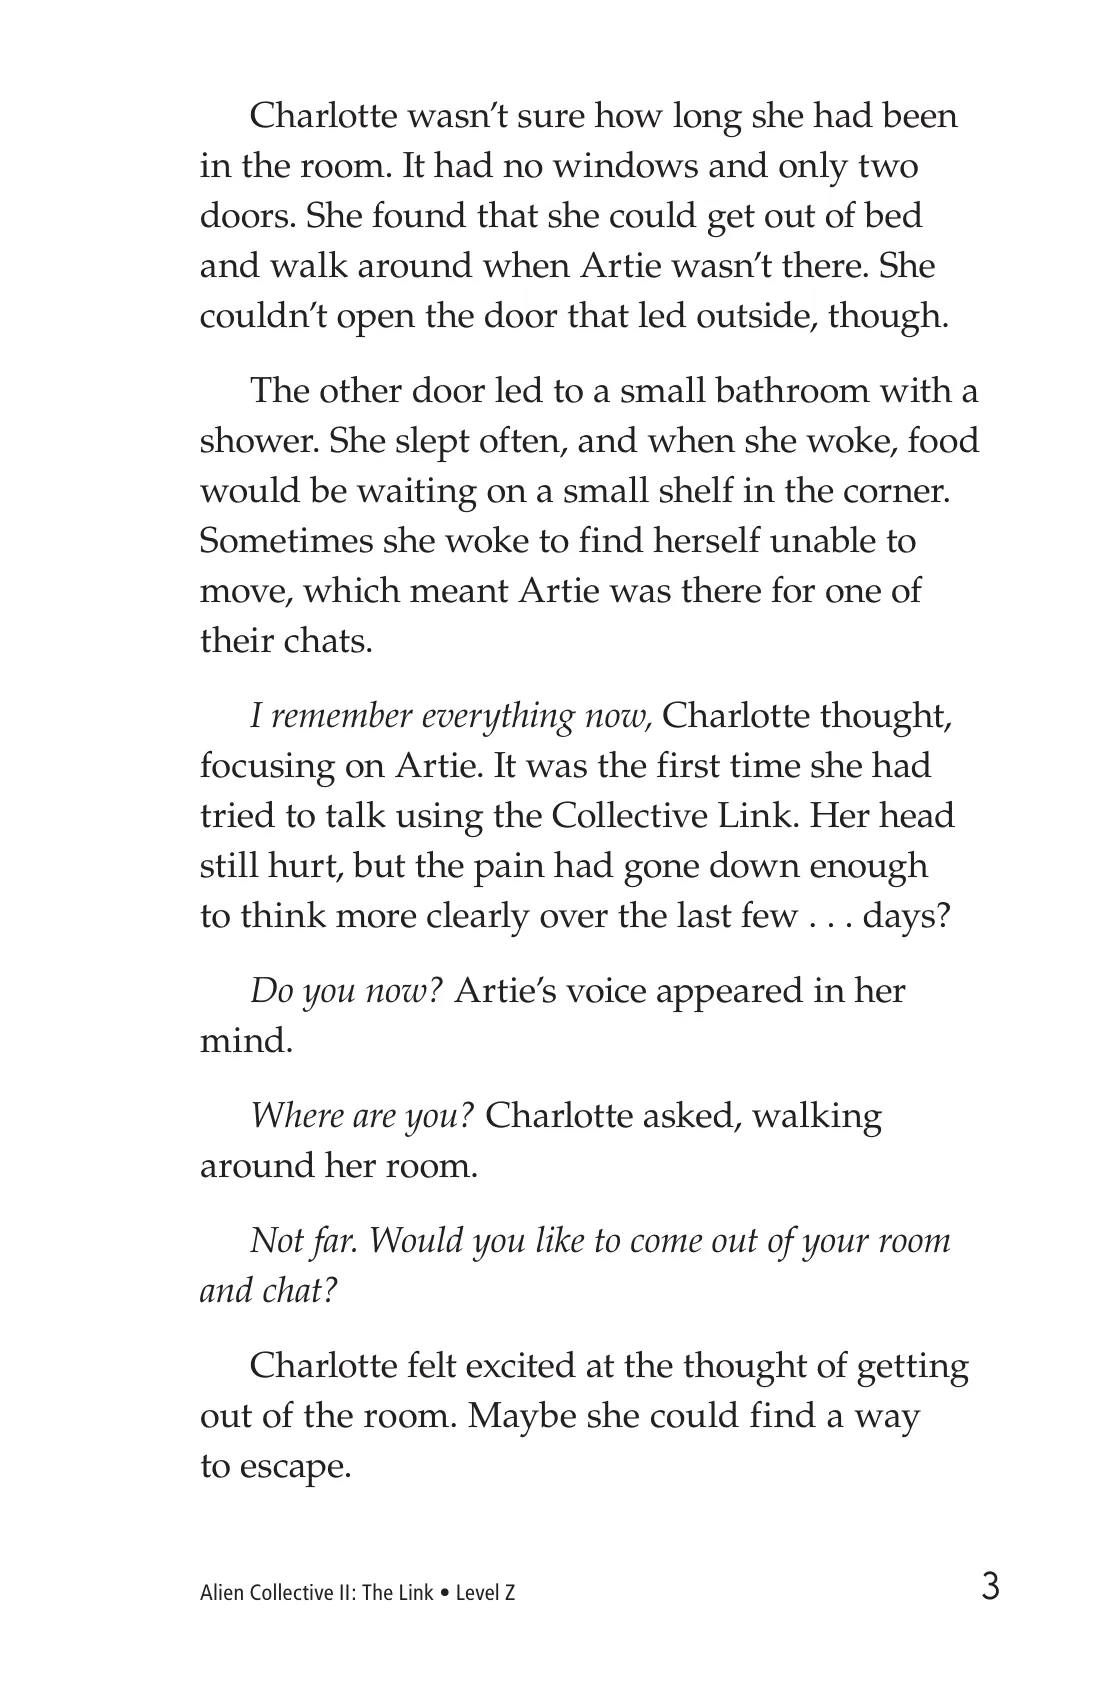 Charlotte wasn’t sure how long she had been
in the room. It had no windows and only two
doors. She found that she could get out of bed
and walk around when Artie wasn’t there. She
couldn’t open the door that led outside, though.
The other door led to a small bathroom with a
shower. She slept often, and when she woke, food
would be waiting on a small shelf in the corner.
Sometimes she woke to find herself unable to
move, which meant Artie was there for one of
their chats.
I remember everything now, Charlotte thought,
focusing on Artie. It was the first time she had
tried to talk using the Collective Link. Her head
still hurt, but the pain had gone down enough
to think more clearly over the last few . . . days?
Do you now? Artie’s voice appeared in her
mind.
Where are you? Charlotte asked, walking
around her room.
Not far. Would you like to come out of your room
and chat?
Charlotte felt excited at the thought of getting
out of the room. Maybe she could find a way
to escape.
Alien Collective II: The Link • Level Z
3